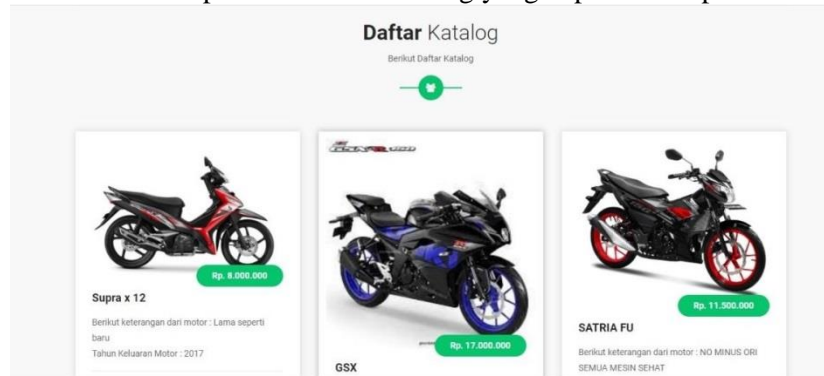 Daftar Katalog
Berikut Daftar Katalog
Rp. 8.000.000
Supra x 12
Berikut keterangan dari motor : Lama seperti
baru
Tahun Keluaran Motor : 2017
Rp. 17.000.000
GSX
Rp. 11.500.000
SATRIA FU
Berikut keterangan dari motor : NO MINUS ORI
SEMUA MESIN SEHAT